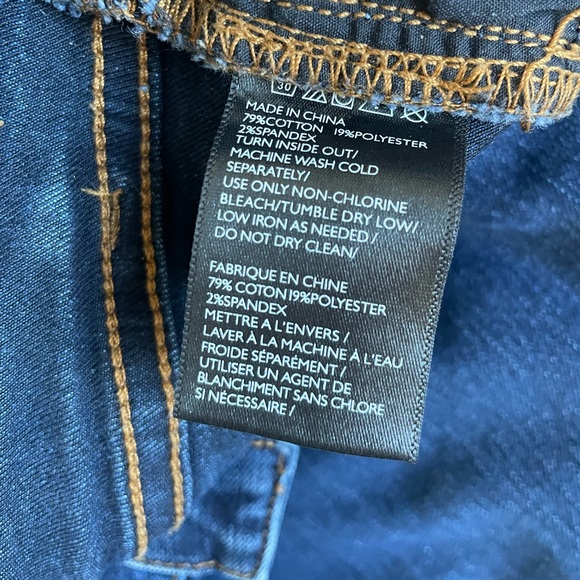 30
MADE IN CHINA
79%COTTON 19%POLYESTER
2%SPANDEX
TURN INSIDE OUT/
MACHINE WASH COLD
SEPARATELY/
USE ONLY NON-CHLORINE
BLEACH/TUMBLE DRY LOW/
LOW IRON AS NEEDED/
DO NOT DRY CLEAN/
FABRIQUE EN CHINE
79% COTON19%POLYESTER
2%SPANDEX
METTRE A L'ENVERS/
LAVER À LA MACHINE À L'EAU
FROIDE SÉPARÉMENT/
UTILISER UN AGENT DE
BLANCHIMENT SANS CHLORE
SI NÉCESSAIRE/